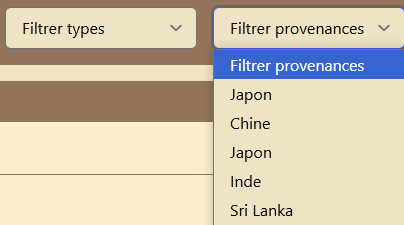 Filtrer types
Filtrer provenances
Filtrer provenances
Japon
Chine
Japon
Inde
Sri Lanka